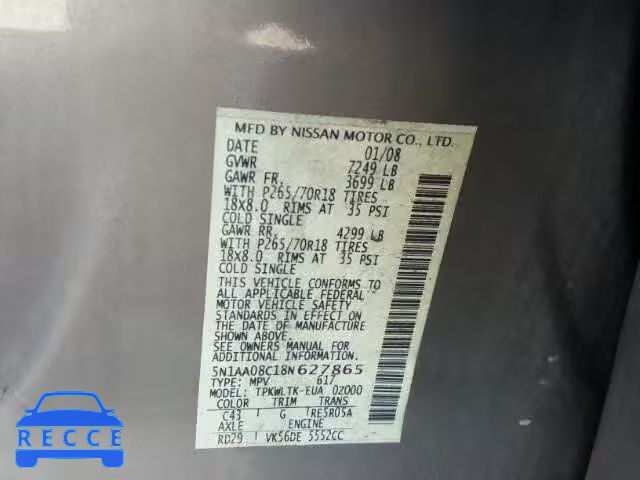 MFD BY NISSAN MOTOR CO., LTD.
DATE 01/08
GVWR 7249 LB
GAWR FR. 3699 LB
WITH P265/70R18 TIRES
18X8.0 RIMS AT 35 PSI
COLD SINGLE
GAWR RR. 4299 LB
WITH P265/70R18 TIRES
18X8.0 RIMS AT 35 PSI
COLD SINGLE
THIS VEHICLE CONFORMS TO
ALL APPLICABLE FEDERAL
MOTOR VEHICLE SAFETY
STANDARDS IN EFFECT ON
THE DATE OF MANUFACTURE
SHOWN ABOVE.
SEE OWNERS MANUAL FOR
ADDITIONAL INFORMATION.
5N1AA08C18N627865
TYPE: MPV 617
MODEL: TPKWLTK-EUA 02000
COLOR TRIM TRANS
C43 G RE5R05A
AXLE ENGINE
RD29 VK56DE 5552CC
RECCE
RECCE